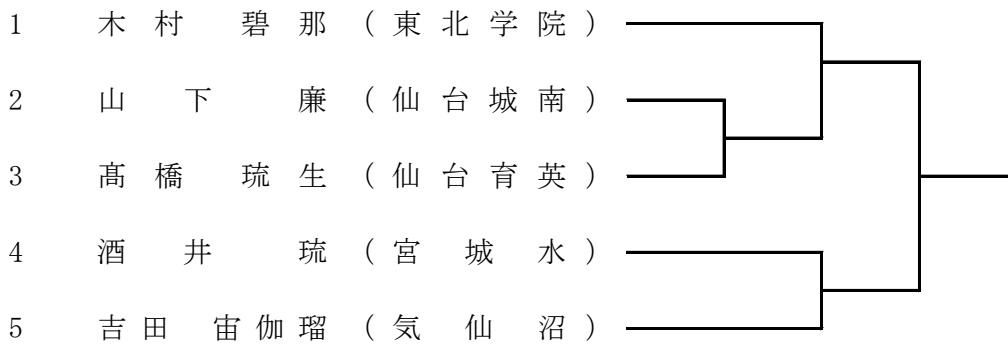 1 木村 碧那 (東北学院)
2 山下 廉 (仙台城南)
3 髙橋 琉生 (仙台育英)
4 酒井 琉 (宮城水)
5 吉田 宙伽瑠 (気仙沼)